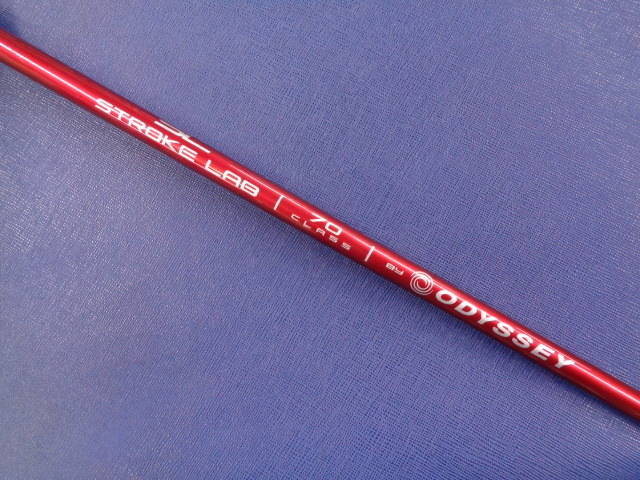 SL
STROKE LAB
70
CLASS
BY ODYSSEY